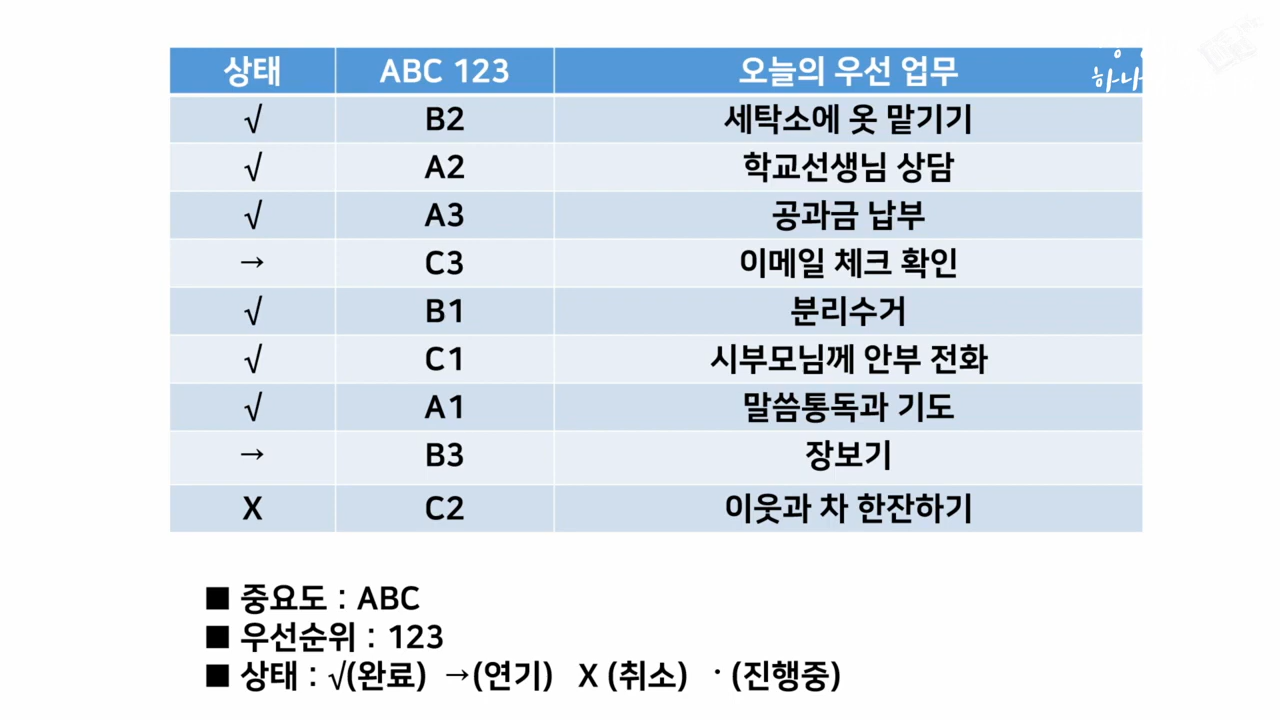 상태 ABC 123 오늘의 우선 업무
하나
√ B2 세탁소에 옷 맡기기
√ A2 학교선생님 상담
√ A3 공과금 납부
→ C3 이메일 체크 확인
√ B1 분리수거
√ C1 시부모님께 안부 전화
√ A1 말씀통독과 기도
→ B3 장보기
X C2 이웃과 차 한잔하기
■ 중요도 : ABC
■ 우선순위 : 123
■ 상태 : √(완료) →(연기) X (취소) · (진행중)